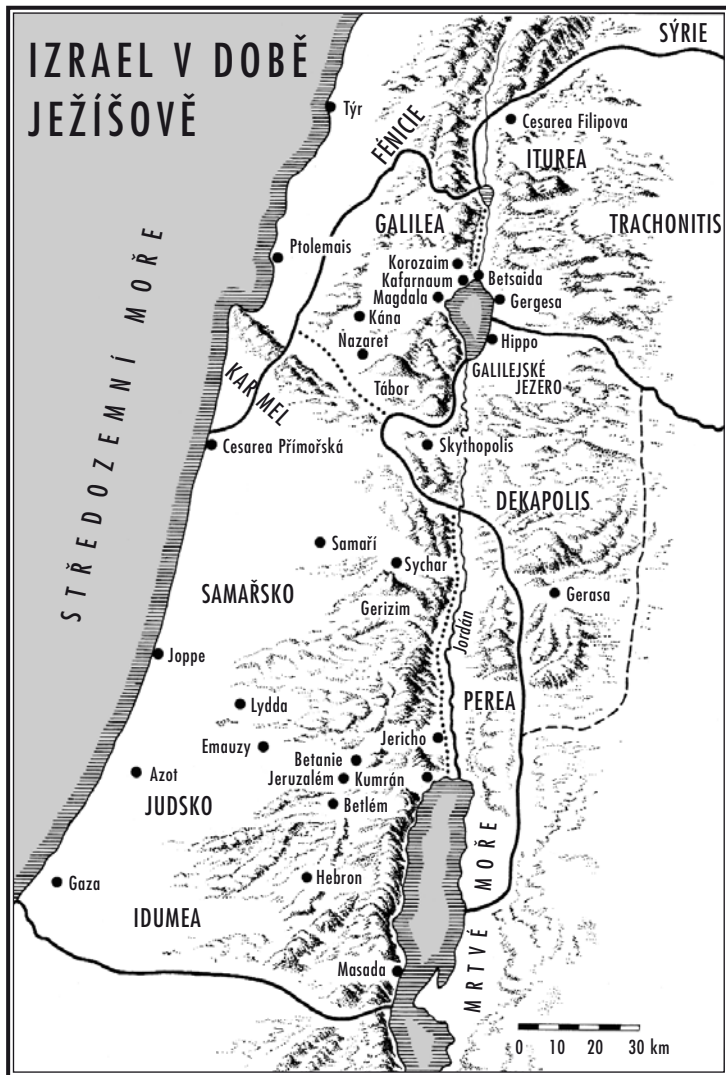 IZRAEL V DOBĚ
JEŽÍŠOVĚ
SÝRIE
Týr
Cesarea Filipova
FÉNICIE
ITUREA
GALILEA
TRACHONITIS
Ptolemais
Korozaim
Betsaida
Kafarnaum
Magdala
Gergesa
Kána
Hippo
Nazaret
GALILEJSKÉ
JEZERO
Tábor
KARMEL
STŘEDOZEMNÍ MOŘE
Cesarea Přímořská
Skythopolis
DEKAPOLIS
Samaří
Sychar
SAMAŘSKO
Gerizim
Gerasa
Jordán
Joppe
PEREA
Lydda
Jericho
Emauzy
Betanie
Azot
Jeruzalém
Kumrán
JUDSKO
Betlém
MRTVÉ MOŘE
Gaza
Hebron
IDUMEA
Masada
0 10 20 30 km